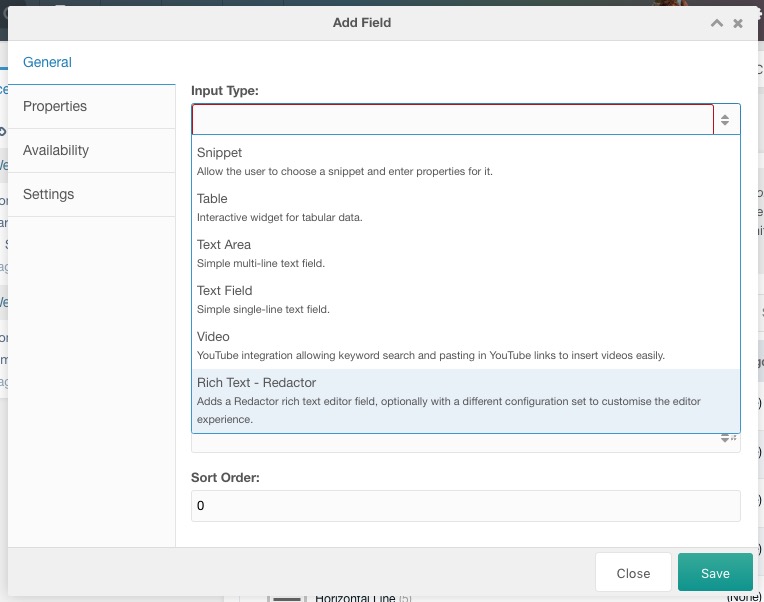 Add Field
General
Properties
Availability
Settings
Input Type:
Snippet
Allow the user to choose a snippet and enter properties for it.
Table
Interactive widget for tabular data.
Text Area
Simple multi-line text field.
Text Field
Simple single-line text field.
Video
YouTube integration allowing keyword search and pasting in YouTube links to insert videos easily.
Rich Text - Redactor
Adds a Redactor rich text editor field, optionally with a different configuration set to customise the editor
experience.
Sort Order:
0
Close
Save
Horizontal Line (5)
(None)